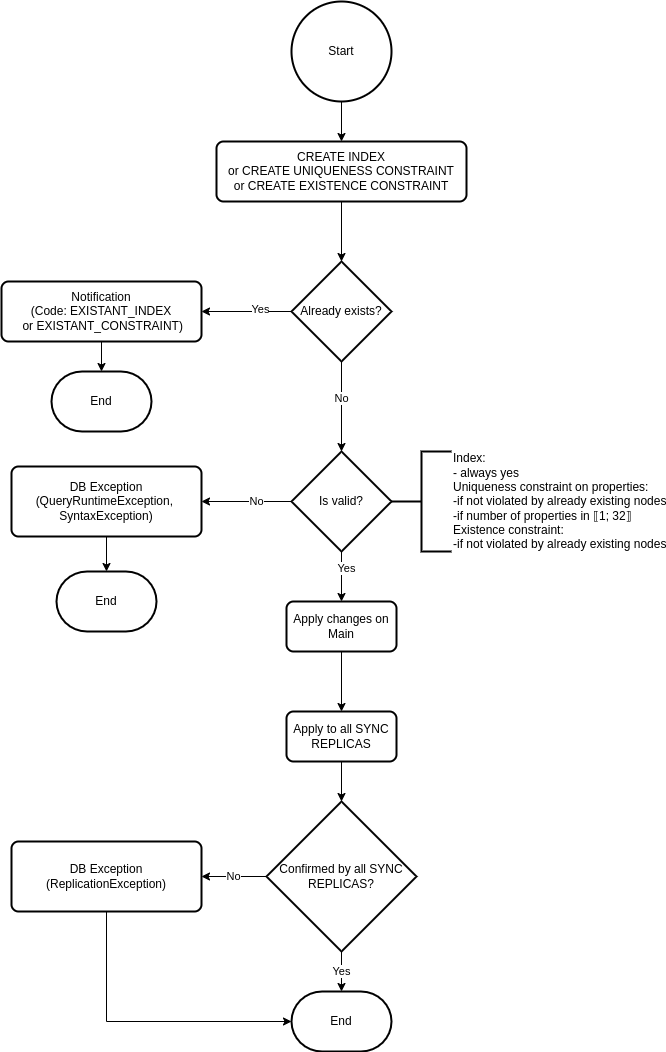 Start
CREATE INDEX
or CREATE UNIQUENESS CONSTRAINT
or CREATE EXISTENCE CONSTRAINT
Already exists?
Yes
Notification
(Code: EXISTANT_INDEX
or EXISTANT_CONSTRAINT)
End
No
Is valid?
Index:
- always yes
Uniqueness constraint on properties:
-if not violated by already existing nodes
-if number of properties in ⟦1; 32⟧
Existence constraint:
-if not violated by already existing nodes
No
DB Exception
(QueryRuntimeException,
SyntaxException)
End
Yes
Apply changes on
Main
Apply to all SYNC
REPLICAS
Confirmed by all SYNC
REPLICAS?
No
DB Exception
(ReplicationException)
Yes
End